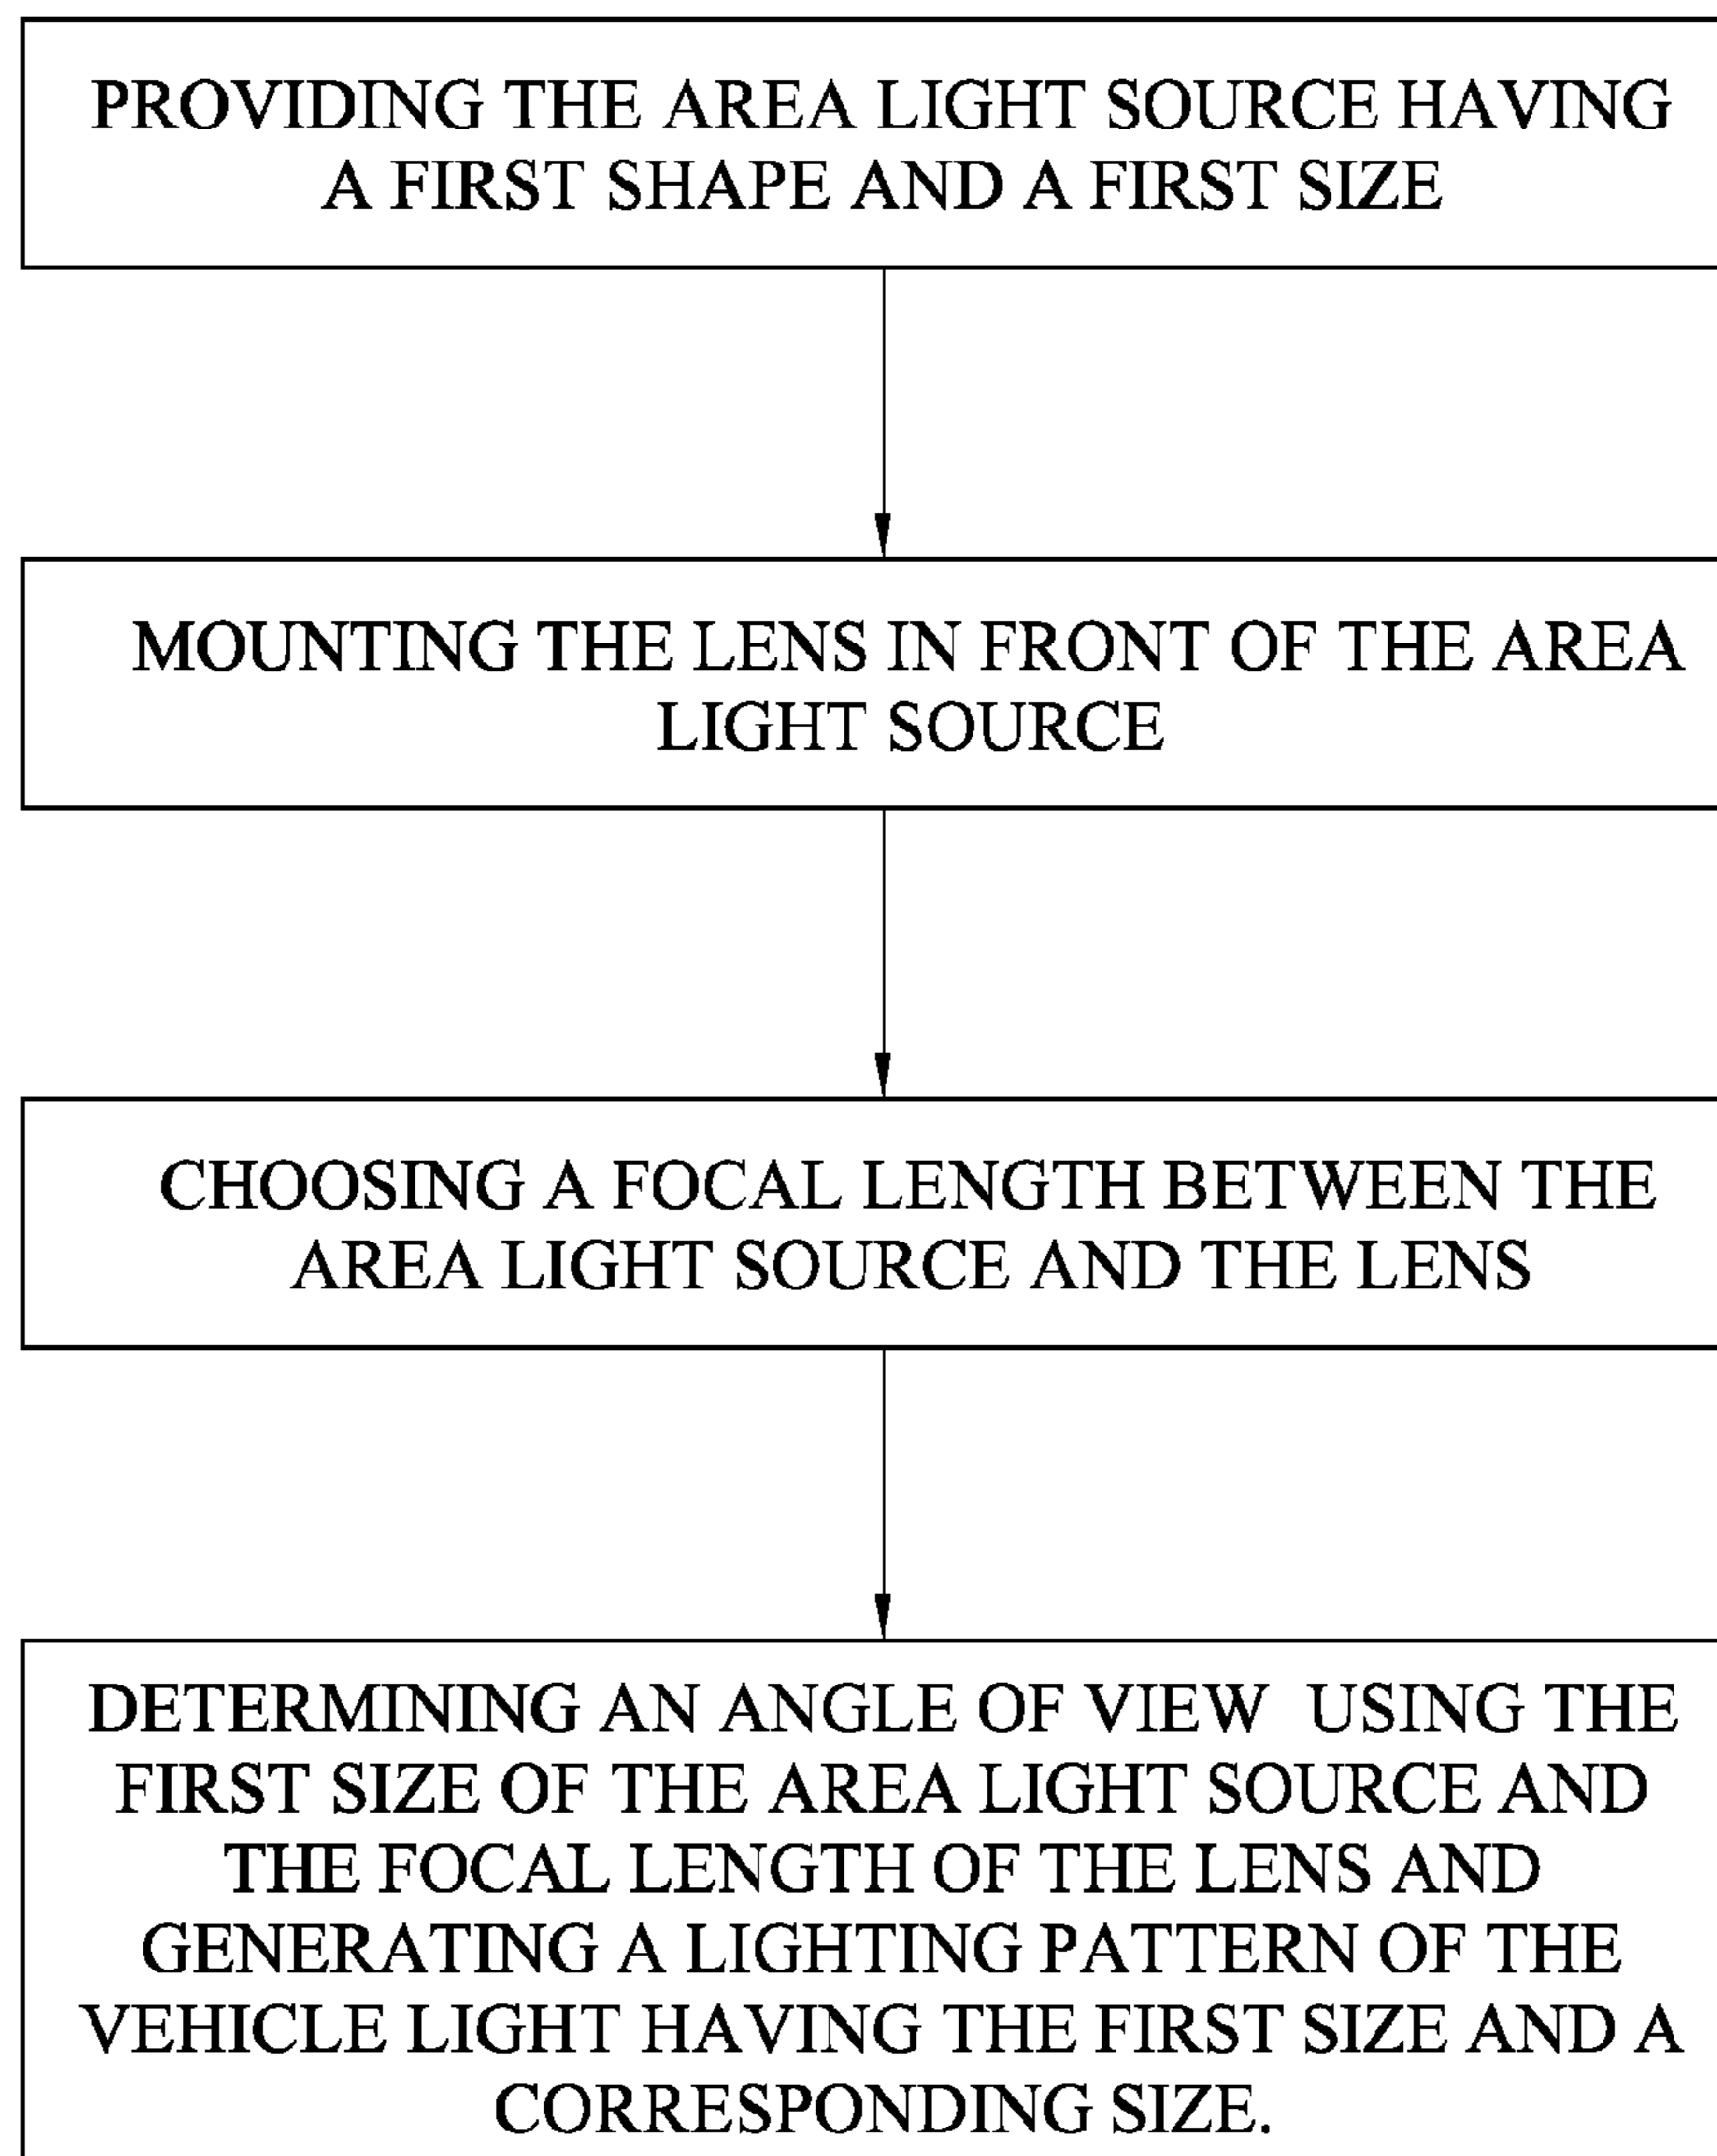 PROVIDING THE AREA LIGHT SOURCE HAVING
A FIRST SHAPE AND A FIRST SIZE
MOUNTING THE LENS IN FRONT OF THE AREA
LIGHT SOURCE
CHOOSING A FOCAL LENGTH BETWEEN THE
AREA LIGHT SOURCE AND THE LENS
DETERMINING AN ANGLE OF VIEW USING THE
FIRST SIZE OF THE AREA LIGHT SOURCE AND
THE FOCAL LENGTH OF THE LENS AND
GENERATING A LIGHTING PATTERN OF THE
VEHICLE LIGHT HAVING THE FIRST SIZE AND A
CORRESPONDING SIZE.